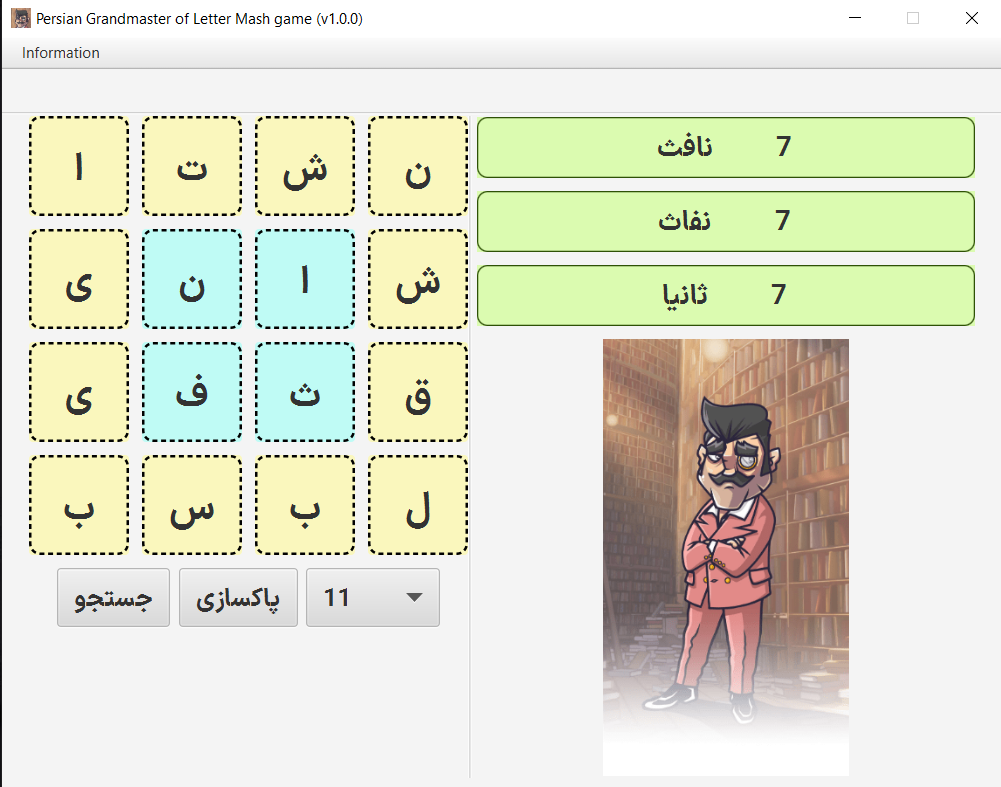 Persian Grandmaster of Letter Mash game (v1.0.0)
Information
ا ت ش ن
ی ن ا ش
ی ف ث ق
ب س ب ل
جستجو پاکسازی 11
نافث 7
نفاث 7
ثانیا 7